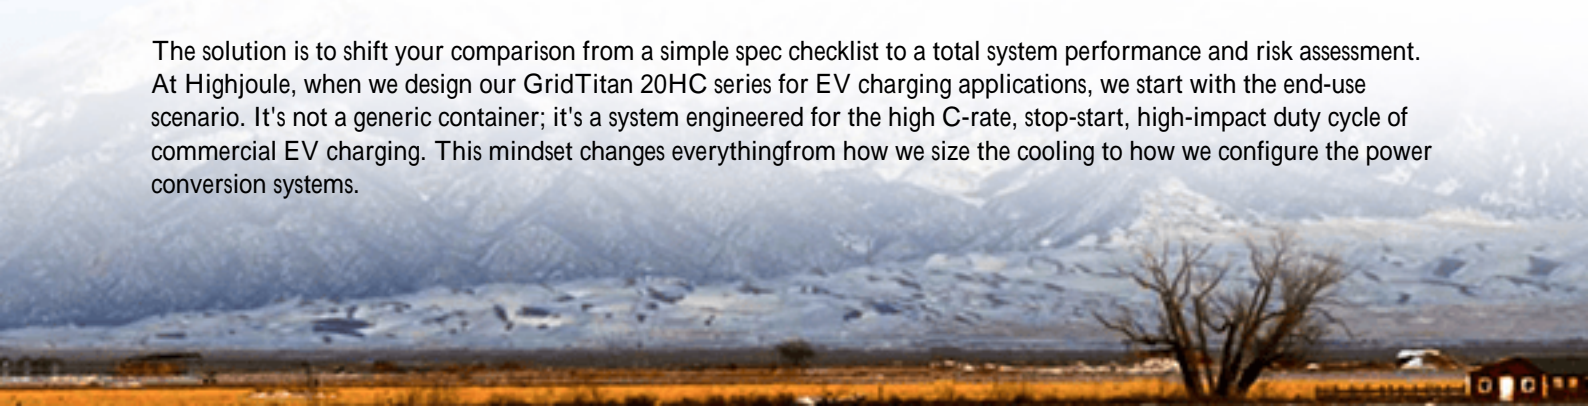 The solution is to shift your comparison from a simple spec checklist to a total system performance and risk assessment.
At Highjoule, when we design our GridTitan 20HC series for EV charging applications, we start with the end-use
scenario. It's not a generic container; it's a system engineered for the high C-rate, stop-start, high-impact duty cycle of
commercial EV charging. This mindset changes everythingfrom how we size the cooling to how we configure the power
conversion systems.